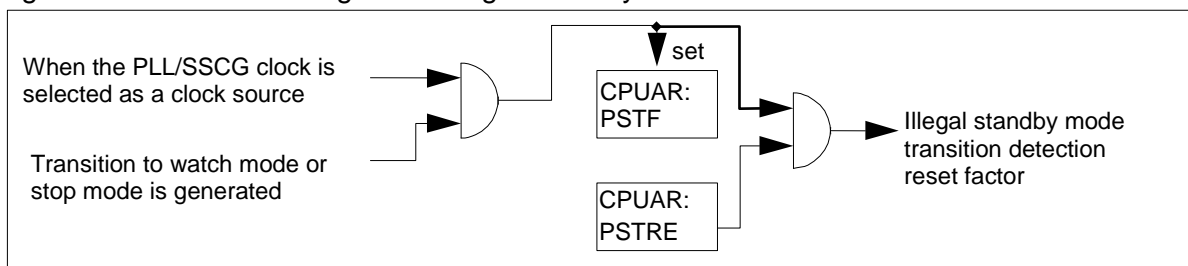 When the PLL/SSCG clock is
selected as a clock source
Transition to watch mode or
stop mode is generated
set
CPUAR:
PSTF
CPUAR:
PSTRE
Illegal standby mode
transition detection
reset factor